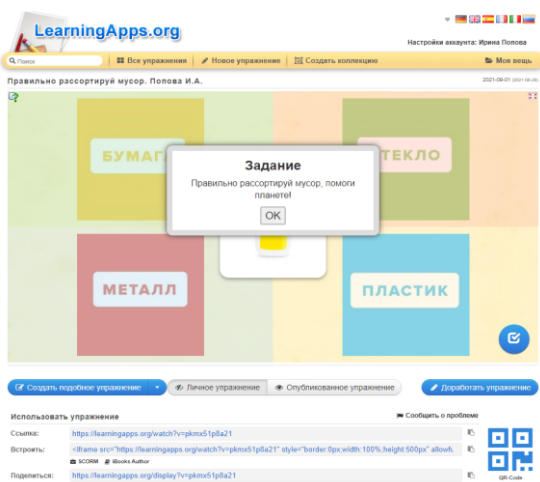 LearningApps.org
Настройки аккаунта: Ирина Попова
Поиск
Все упражнения
Новое упражнение
Создать коллекцию
Моя вещь
Правильно рассортируй мусор. Попова И.А.
2021-09-01
БУМАГ
ТЕКЛО
Задание
Правильно рассортируй мусор, помоги
планете!
OK
МЕТАЛЛ
ПЛАСТИК
Создать подобное упражнение
Личное упражнение
Опубликованное упражнение
Доработать упражнение
Использовать упражнение
Сообщить о проблеме
Ссылка:
https://learningapps.org/watch?v=pkmx51p8a21
Встроить:
<iframe src="https://learningapps.org/watch?v=pkmx51p8a21" style="border:0px;width:100%;height:500px" allowfu
SCORM
iBooks Author
Поделиться:
https://learningapps.org/display?v=pkmx51p8a21
QR-Code